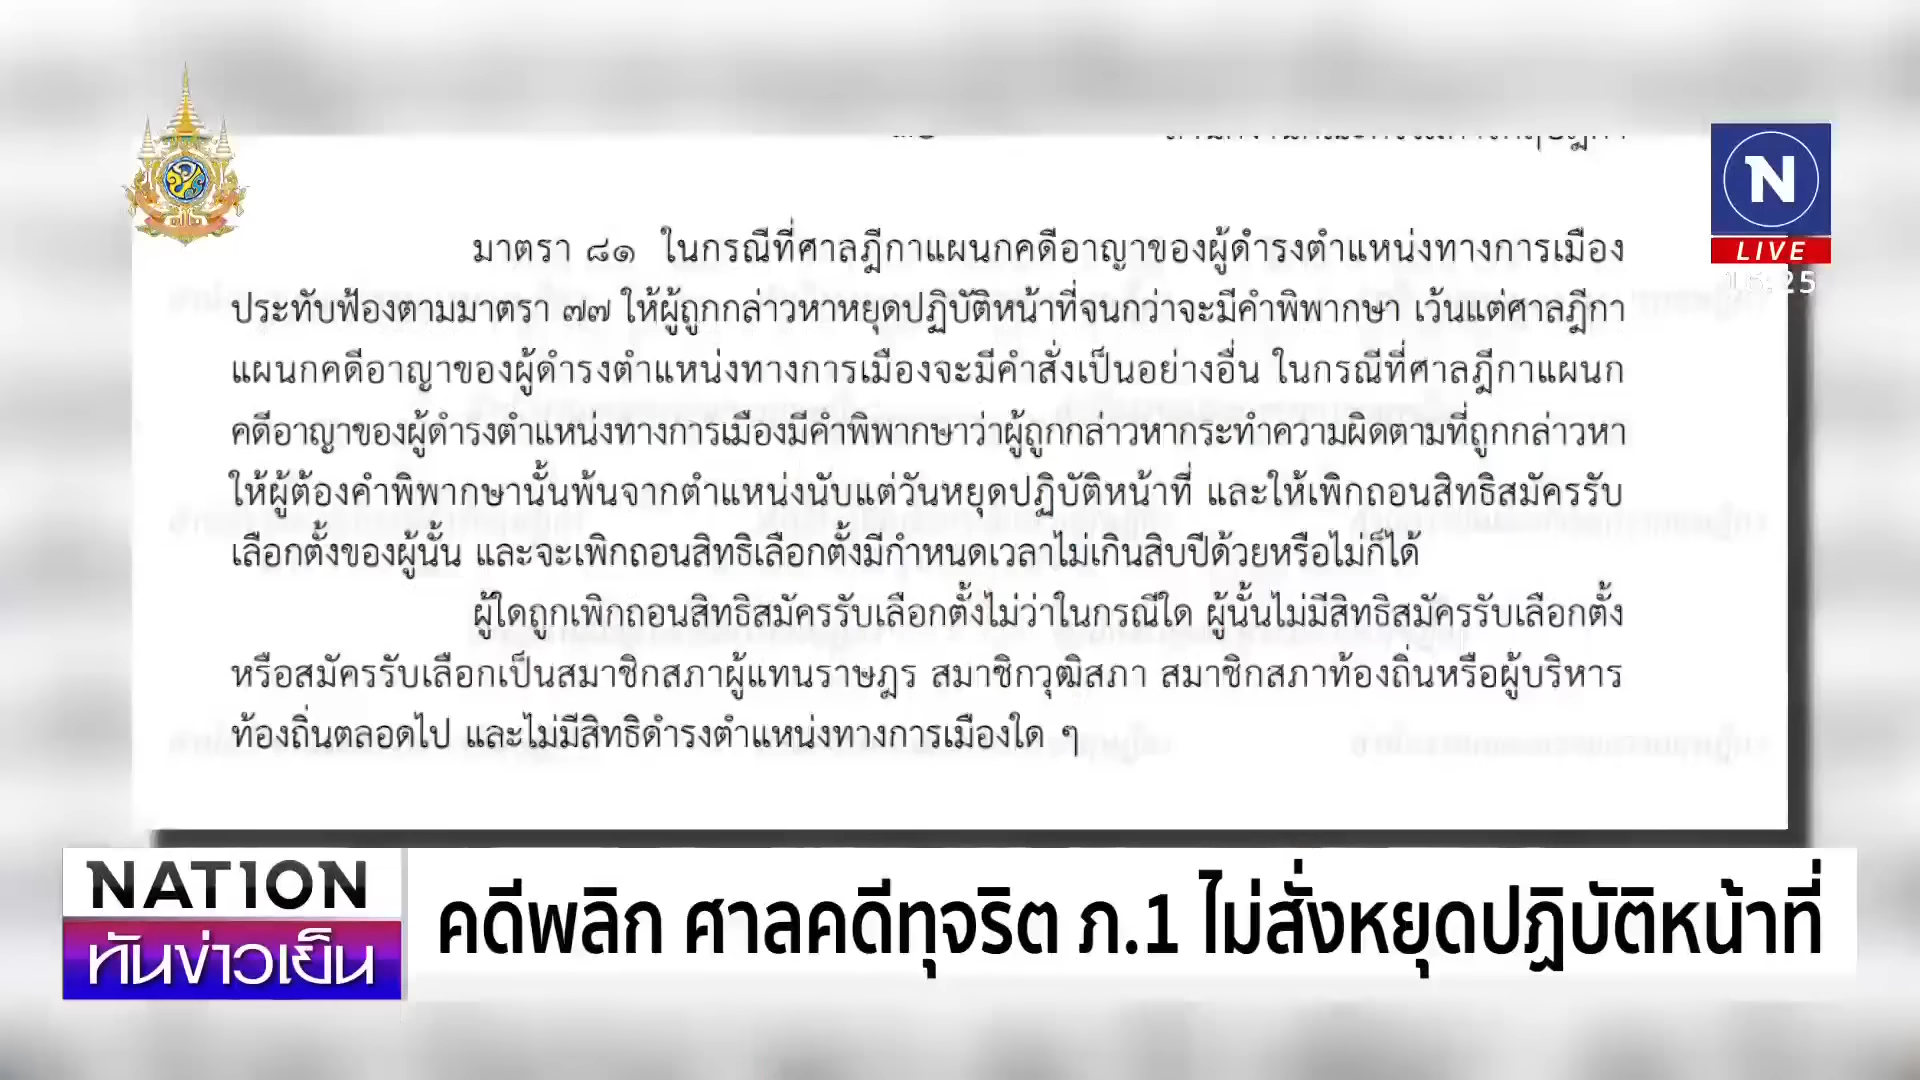 มาตรา ๘๑ ในกรณีที่ศาลฎีกาแผนกคดีอาญาของผู้ดำรงตำแหน่งทางการเมือง
ประทับฟ้องตามมาตรา ๗๗ ให้ผู้ถูกกล่าวหาหยุดปฏิบัติหน้าที่จนกว่าจะมีคำพิพากษา เว้นแต่ศาลฎีกา
แผนกคดีอาญาของผู้ดำรงตำแหน่งทางการเมืองจะมีคำสั่งเป็นอย่างอื่น ในกรณีที่ศาลฎีกาแผนก
คดีอาญาของผู้ดำรงตำแหน่งทางการเมืองมีคำพิพากษาว่าผู้ถูกกล่าวหากระทำความผิดตามที่ถูกกล่าวหา
ให้ผู้ต้องคำพิพากษานั้นพ้นจากตำแหน่งนับแต่วันหยุดปฏิบัติหน้าที่ และให้เพิกถอนสิทธิสมัครรับ
เลือกตั้งของผู้นั้น และจะเพิกถอนสิทธิเลือกตั้งมีกำหนดเวลาไม่เกินสิบปีด้วยหรือไม่ก็ได้
ผู้ใดถูกเพิกถอนสิทธิสมัครรับเลือกตั้งไม่ว่าในกรณีใด ผู้นั้นไม่มีสิทธิสมัครรับเลือกตั้ง
หรือสมัครรับเลือกเป็นสมาชิกสภาผู้แทนราษฎร สมาชิกวุฒิสภา สมาชิกสภาท้องถิ่นหรือผู้บริหาร
ท้องถิ่นตลอดไป และไม่มีสิทธิดำรงตำแหน่งทางการเมืองใด ๆ
N
LIVE
NATION
ทันข่าวเย็น
คดีพลิก ศาลคดีทุจริต ภ.1 ไม่สั่งหยุดปฏิบัติหน้าที่